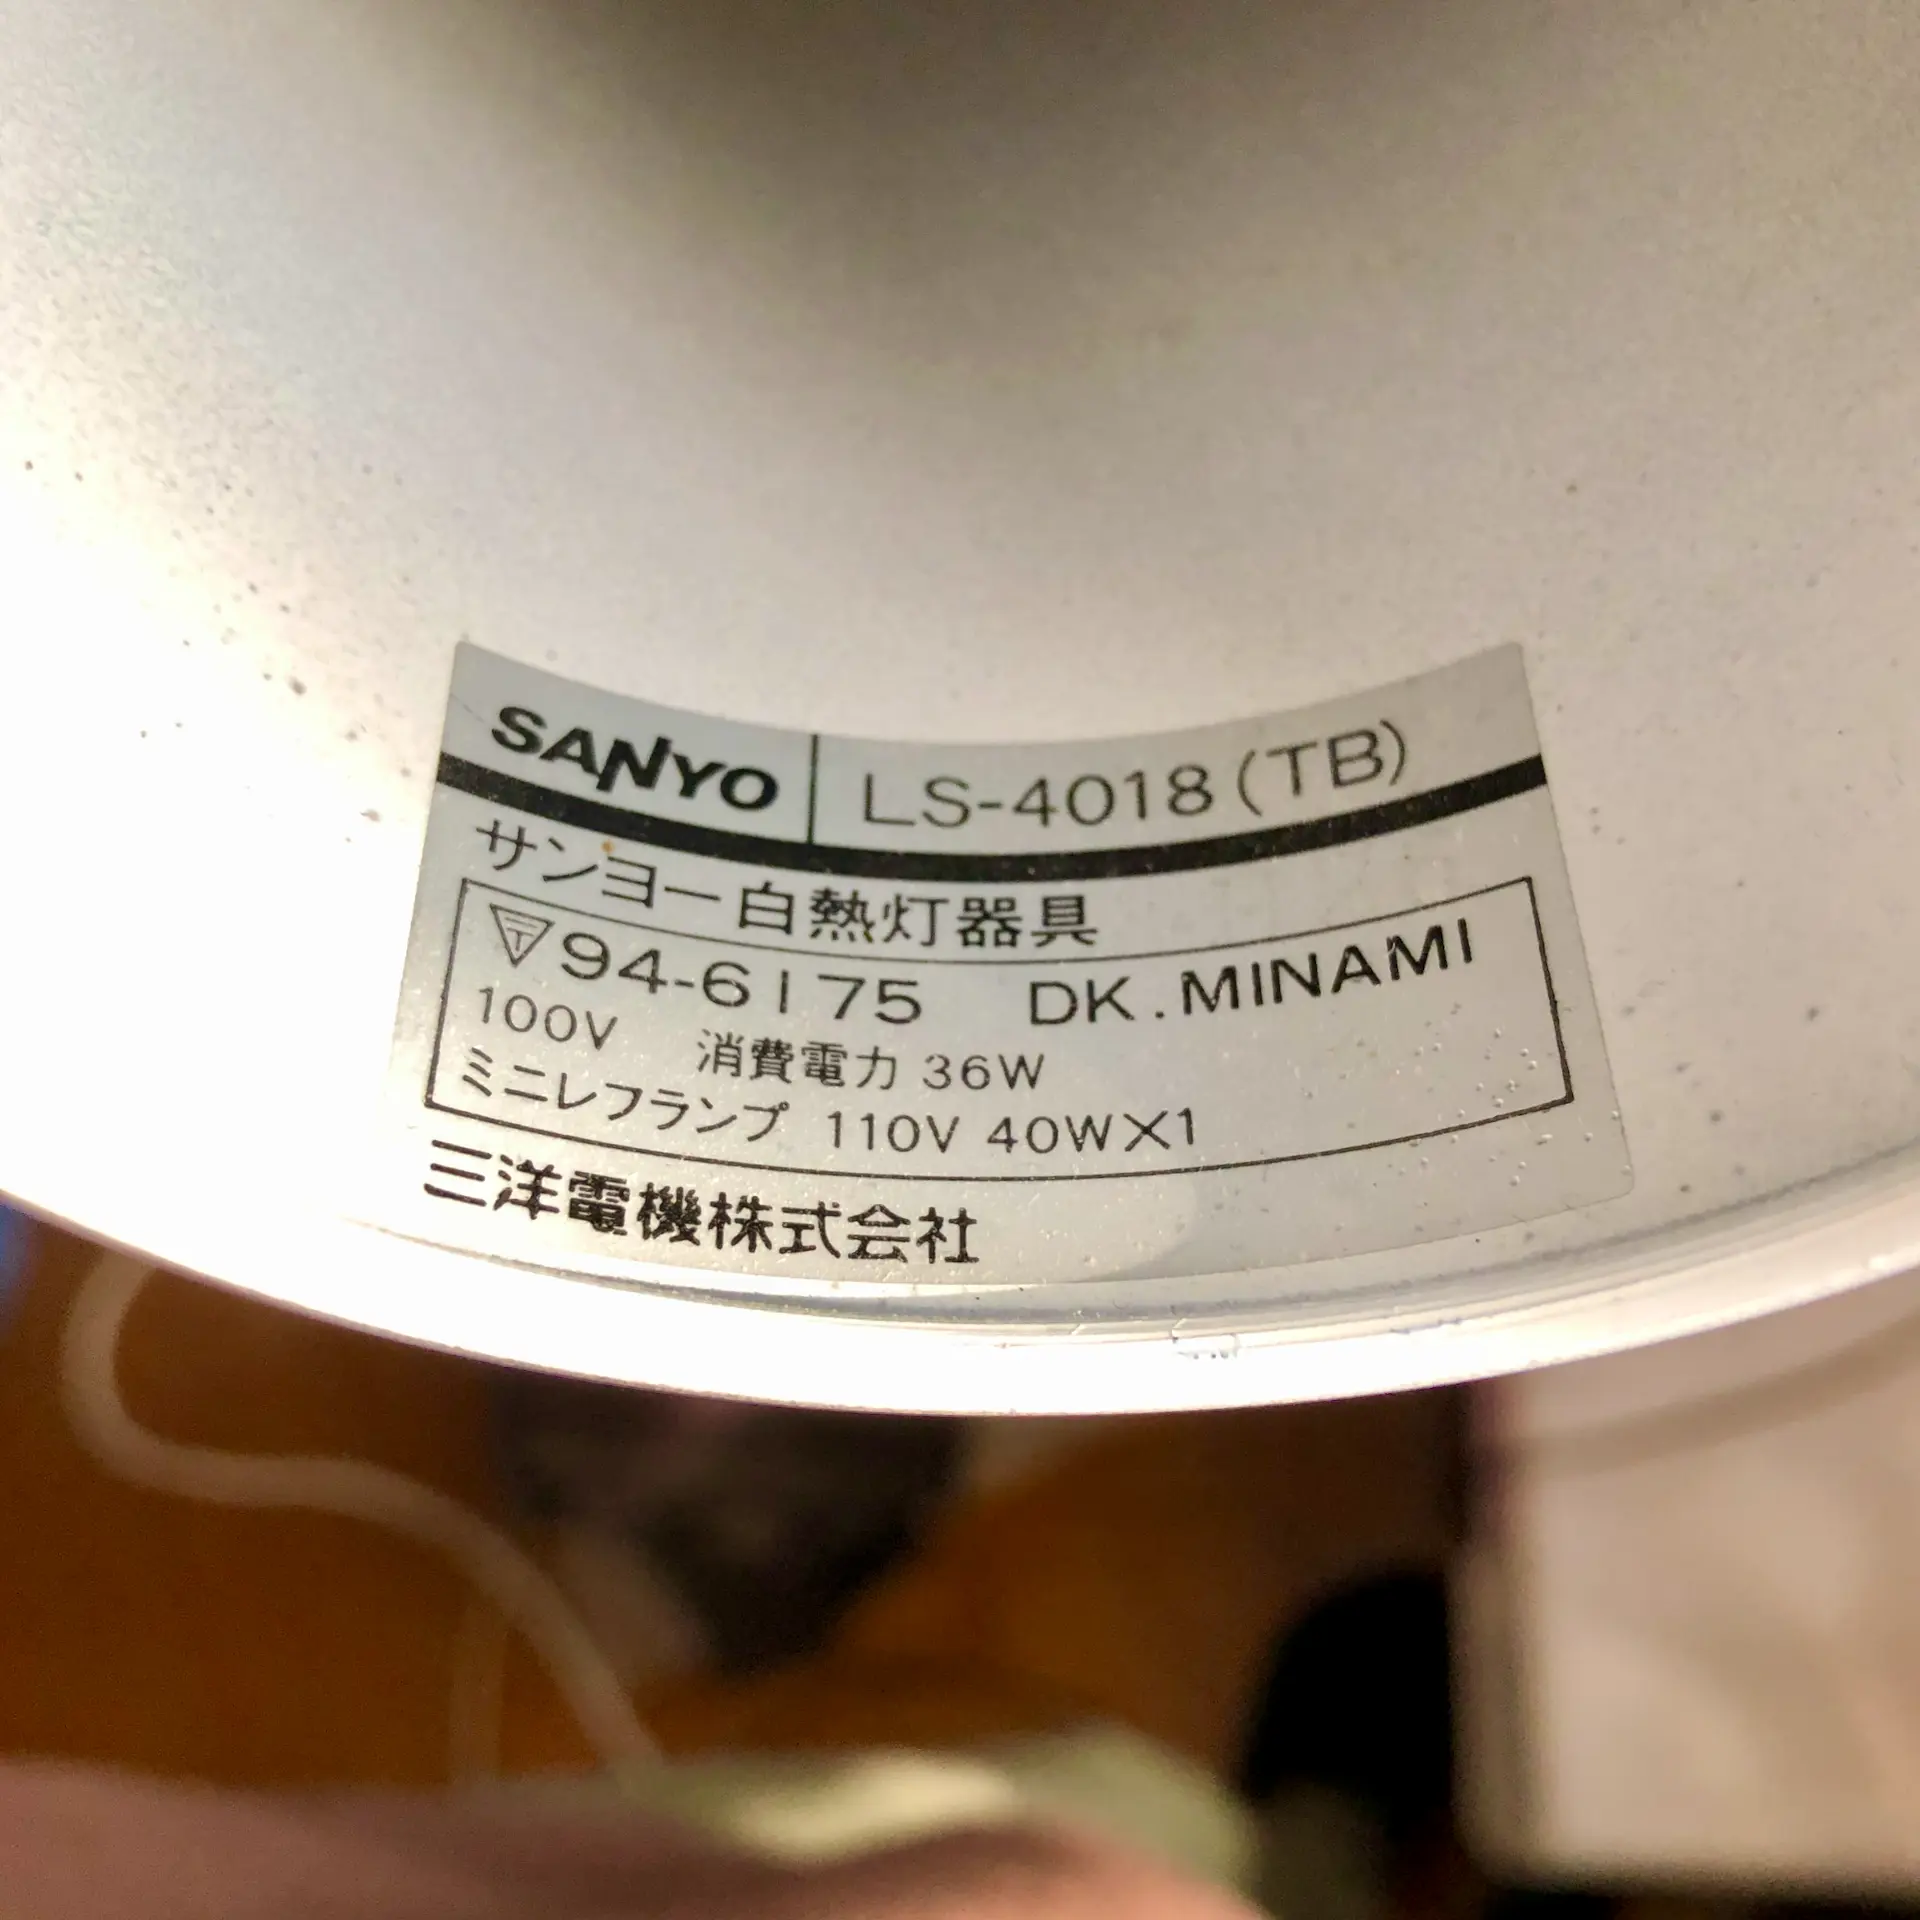 SANYO LS-4018(TB)
サンヨー白熱灯器具
〒94-6175 DK.MINAMI
100V 消費電力 36W
ミニレフランプ 110V 40W×1
三洋電機株式会社